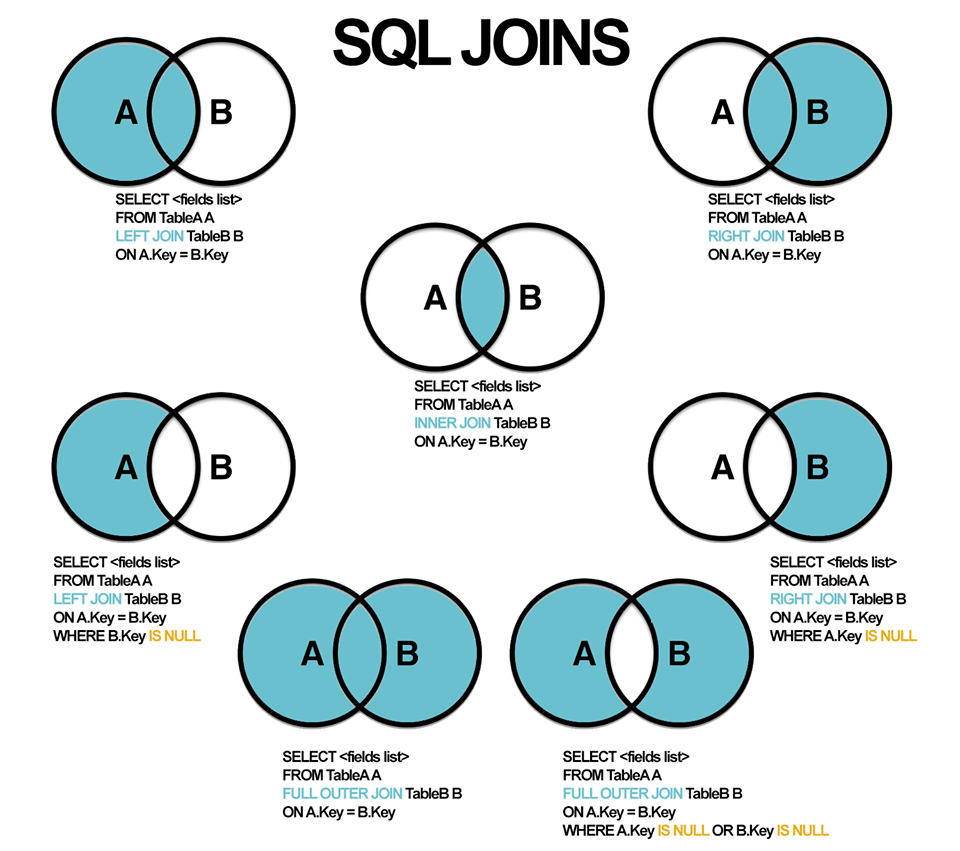 SQL JOINS
A B
SELECT <fields list>
FROM TableA A
LEFT JOIN TableB B
ON A.Key = B.Key
A B
SELECT <fields list>
FROM TableA A
RIGHT JOIN TableB B
ON A.Key = B.Key
A B
SELECT <fields list>
FROM TableA A
INNER JOIN TableB B
ON A.Key = B.Key
A B
SELECT <fields list>
FROM TableA A
LEFT JOIN TableB B
ON A.Key = B.Key
WHERE B.Key IS NULL
A B
SELECT <fields list>
FROM TableA A
RIGHT JOIN TableB B
ON A.Key = B.Key
WHERE A.Key IS NULL
A B
SELECT <fields list>
FROM TableA A
FULL OUTER JOIN TableB B
ON A.Key = B.Key
A B
SELECT <fields list>
FROM TableA A
FULL OUTER JOIN TableB B
ON A.Key = B.Key
WHERE A.Key IS NULL OR B.Key IS NULL